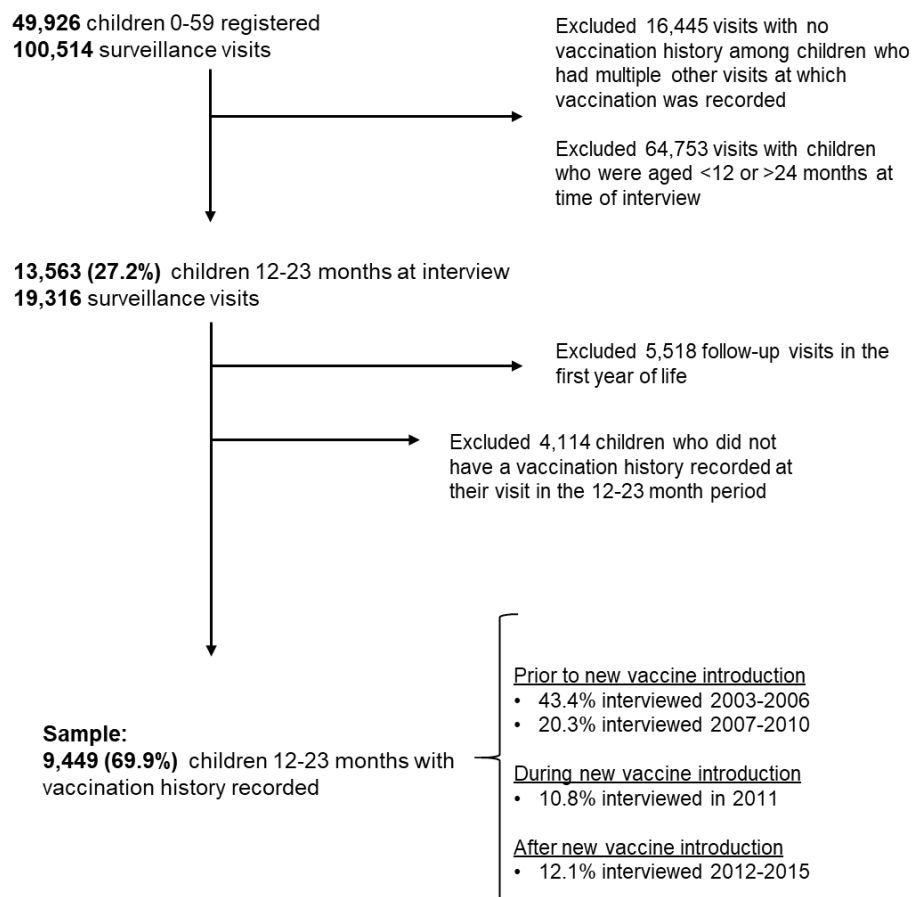 49,926 children 0-59 registered
100,514 surveillance visits
Excluded 16,445 visits with no
vaccination history among children who
had multiple other visits at which
vaccination was recorded
Excluded 64,753 visits with children
who were aged <12 or >24 months at
time of interview
13,563 (27.2%) children 12-23 months at interview
19,316 surveillance visits
Excluded 5,518 follow-up visits in the
first year of life
Excluded 4,114 children who did not
have a vaccination history recorded at
their visit in the 12-23 month period
Sample:
9,449 (69.9%) children 12-23 months with
vaccination history recorded
Prior to new vaccine introduction
• 43.4% interviewed 2003-2006
• 20.3% interviewed 2007-2010
During new vaccine introduction
• 10.8% interviewed in 2011
After new vaccine introduction
• 12.1% interviewed 2012-2015